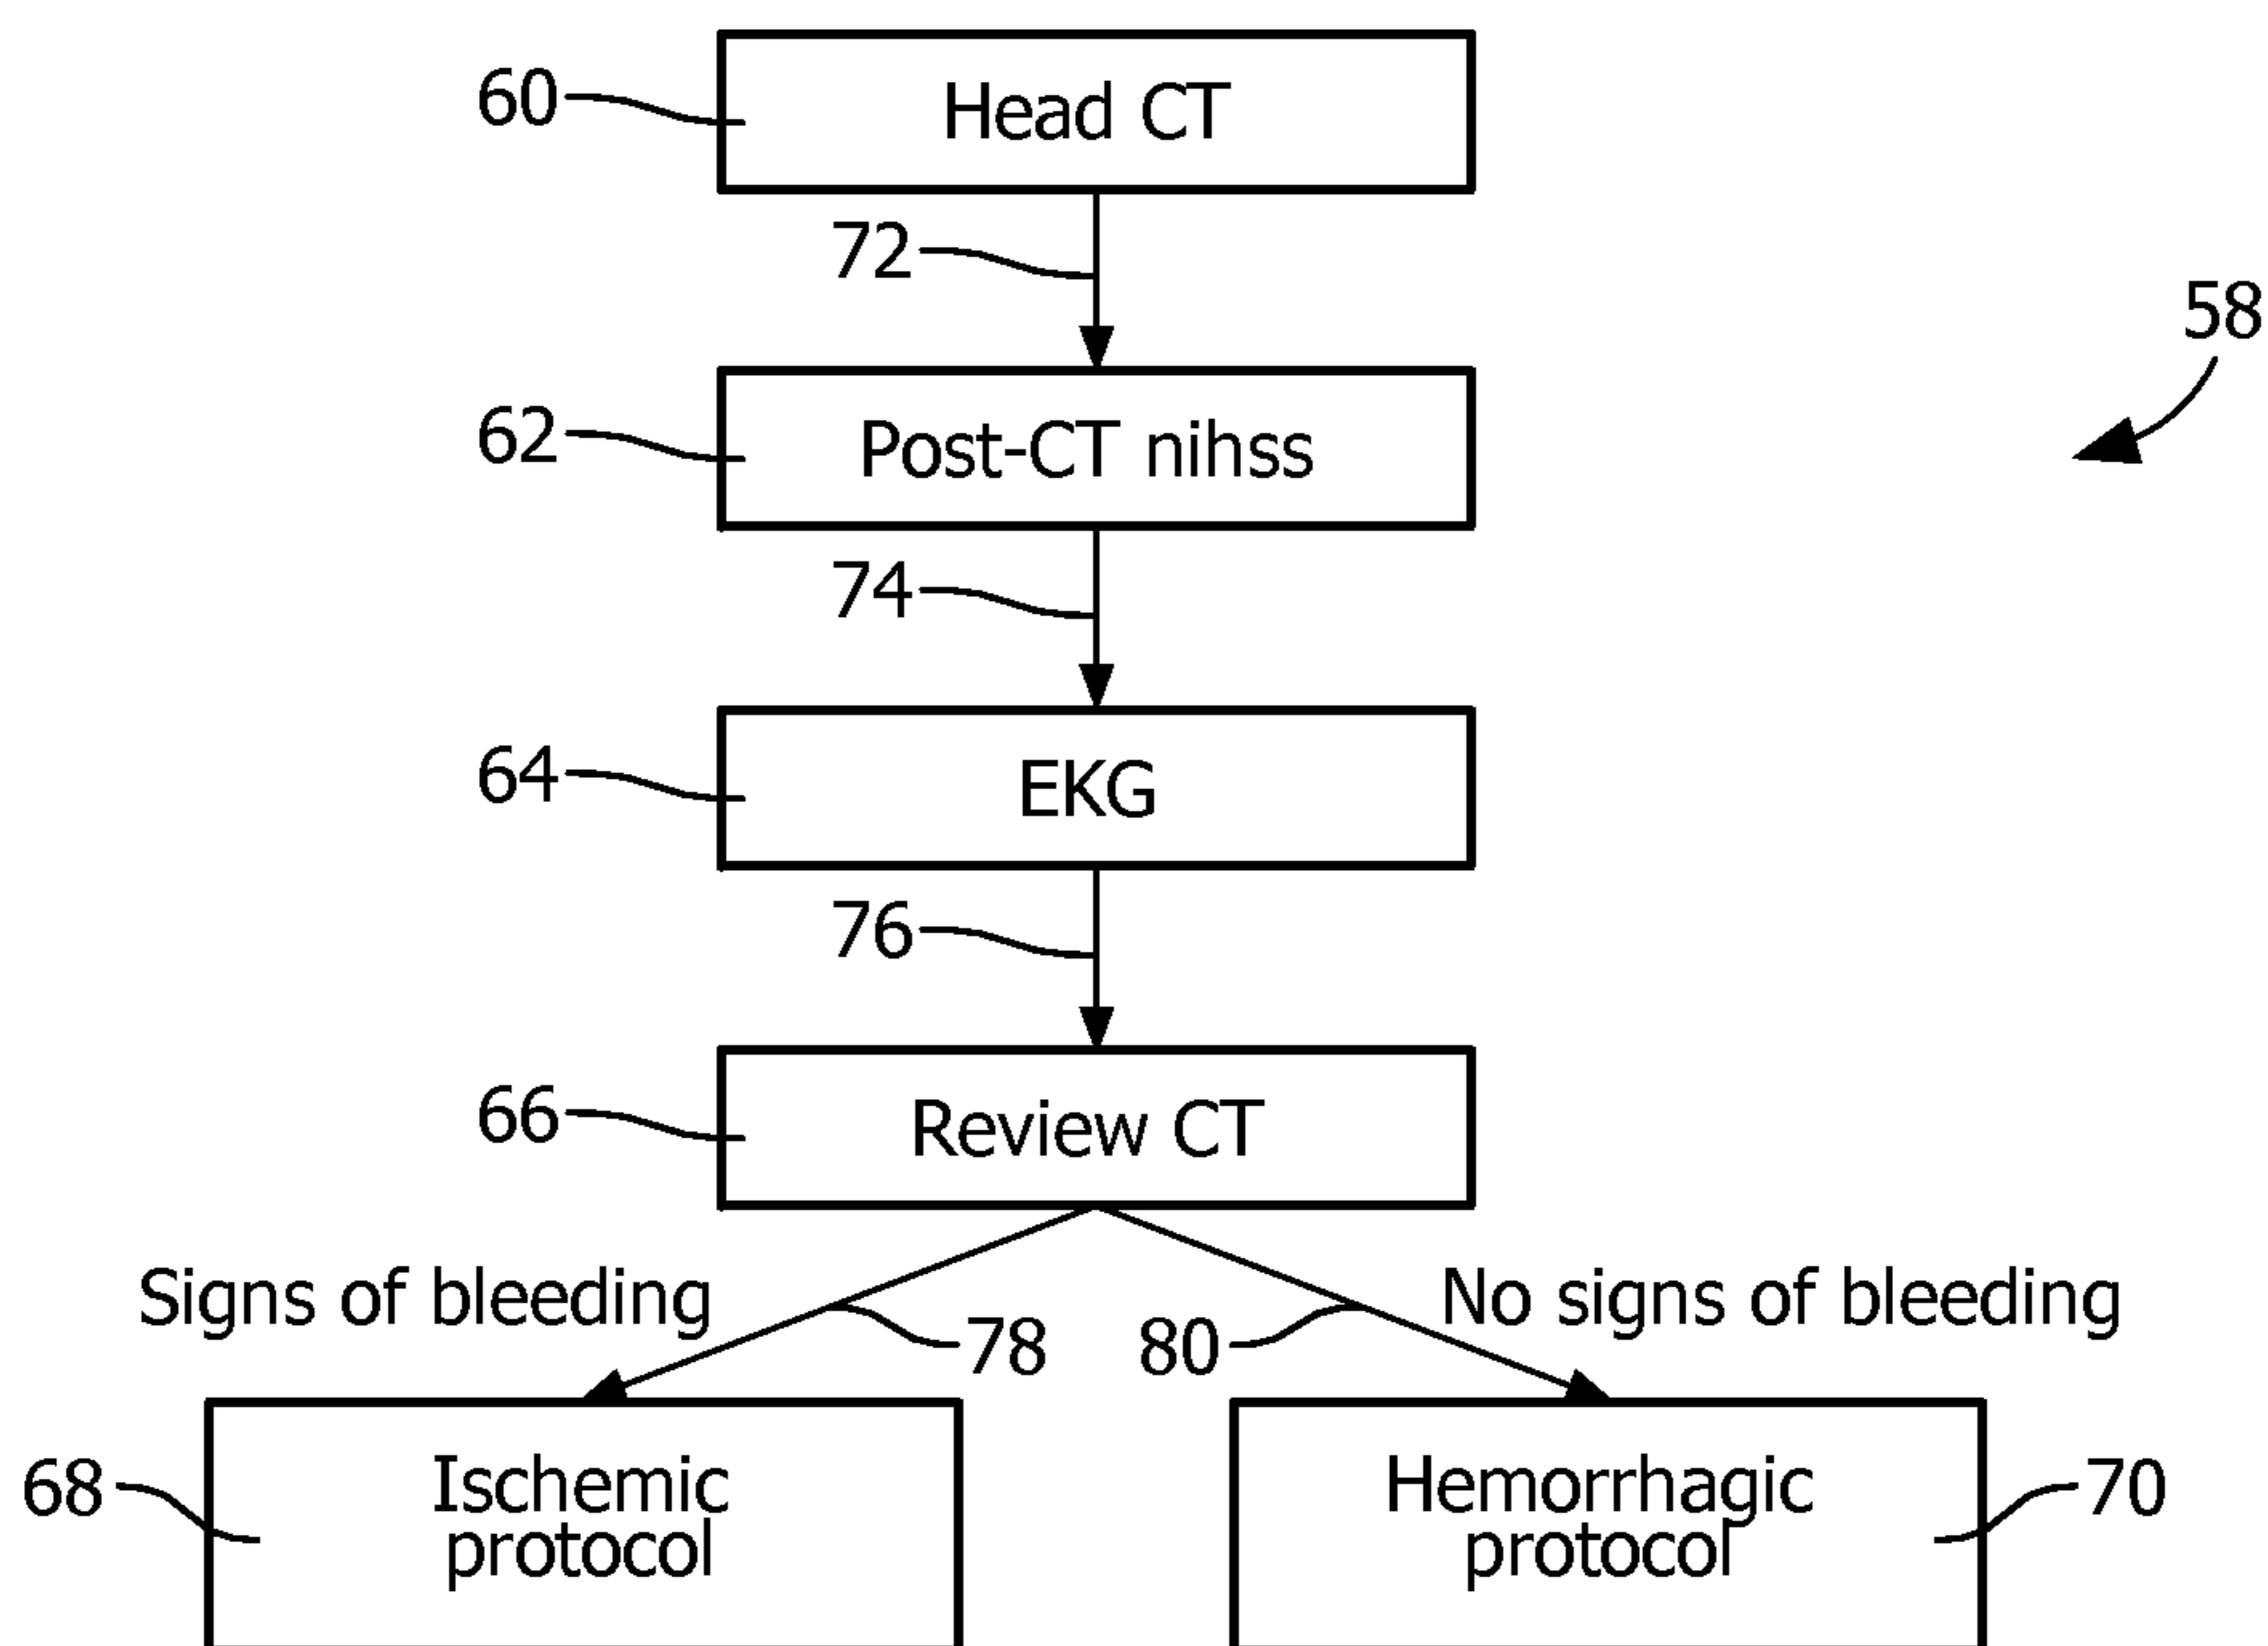 60
Head CT
72
58
62
Post-CT nihss
74
64
EKG
76
66
Review CT
Signs of bleeding
No signs of bleeding
78
80
68
Ischemic
protocol
Hemorrhagic
protocol
70